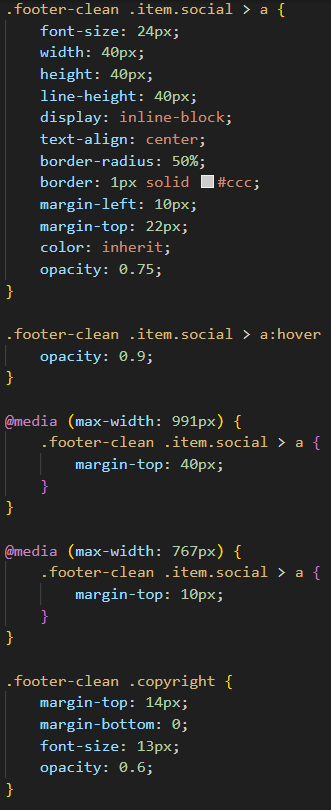 .footer-clean .item.social > a {
    font-size: 24px;
    width: 40px;
    height: 40px;
    line-height: 40px;
    display: inline-block;
    text-align: center;
    border-radius: 50%;
    border: 1px solid #ccc;
    margin-left: 10px;
    margin-top: 22px;
    color: inherit;
    opacity: 0.75;
}

.footer-clean .item.social > a:hover
    opacity: 0.9;
}

@media (max-width: 991px) {
    .footer-clean .item.social > a {
        margin-top: 40px;
    }
}

@media (max-width: 767px) {
    .footer-clean .item.social > a {
        margin-top: 10px;
    }
}

.footer-clean .copyright {
    margin-top: 14px;
    margin-bottom: 0;
    font-size: 13px;
    opacity: 0.6;
}